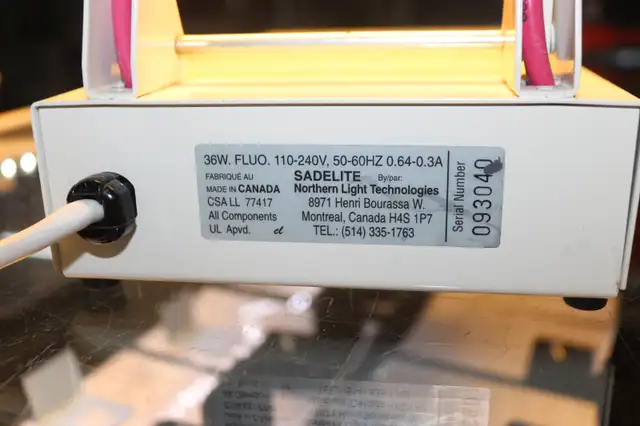 36W. FLUO. 110-240V, 50-60HZ 0.64-0.3A
FABRIQUÉ AU SADELITE By/par:
MADE IN CANADA Northern Light Technologies
CSA LL 77417 8971 Henri Bourassa W.
All Components Montreal, Canada H4S 1P7
UL Apvd. cl TEL.: (514) 335-1763
Serial Number
093040